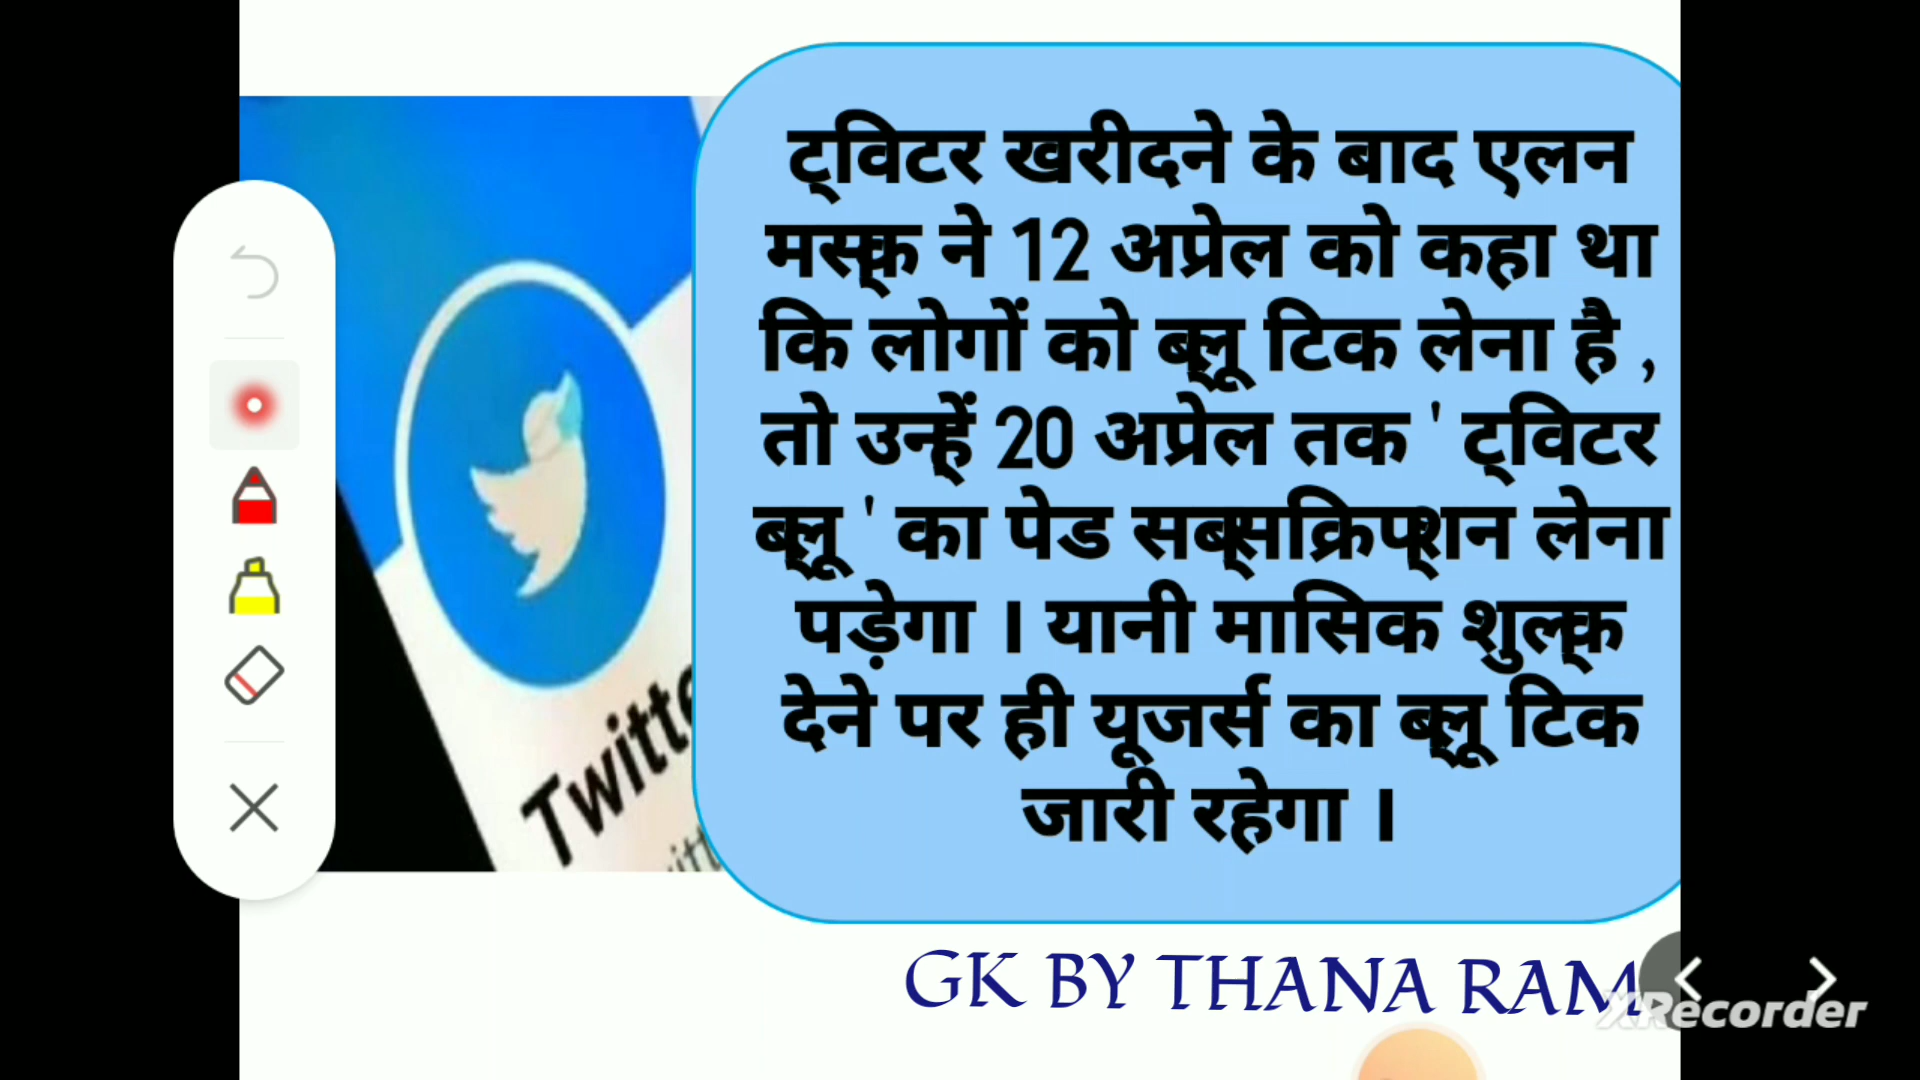 ट्विटर खरीदने के बाद एलन
मस्क ने 12 अप्रेल को कहा था
कि लोगों को ब्लू टिक लेना है ,
तो उन्हें 20 अप्रेल तक ' ट्विटर
ब्लू ' का पेड सब्सक्रिप्शन लेना
पड़ेगा । यानी मासिक शुल्क
देने पर ही यूजर्स का ब्लू टिक
जारी रहेगा ।
Twitte
GK BY THANA RAM
XRecorder